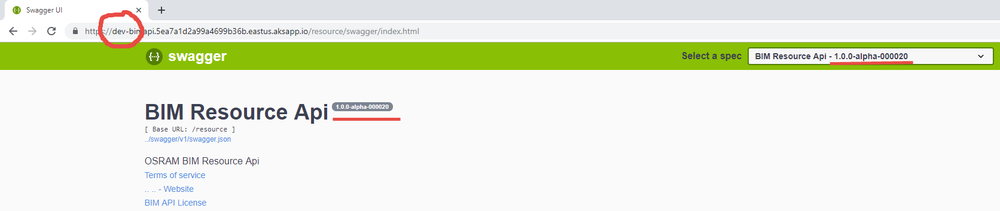 Swagger UI
https://dev-bim-api.5ea7a1d2a99a4699b36b.eastus.aksapp.io/resource/swagger/index.html
swagger
Select a spec
BIM Resource Api - 1.0.0-alpha-000020
BIM Resource Api 1.0.0-alpha-000020
[ Base URL: /resource ]
../swagger/v1/swagger.json
OSRAM BIM Resource Api
Terms of service
.. .. - Website
BIM API License